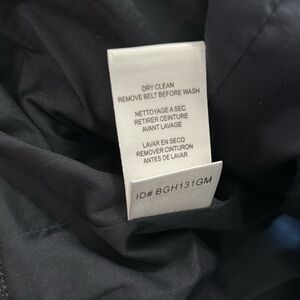 DRY CLEAN
REMOVE BELT BEFORE WASH
NETTOYAGE A SEC
RETIRER CEINTURE
AVANT LAVAGE
LAVAR EN SECO
REMOVER CINTURON
ANTES DE LAVAR
ID# BGH131GM